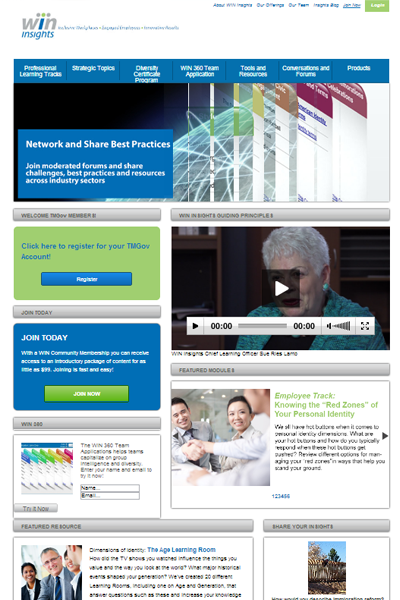 About WIN Insights Our Offerings Our Team Insights Blog Join Now Login
win
insights
Professional Learning Tracks
Strategic Topics
Diversity Certificate Program
WIN 360 Team Application
Tools and Resources
Conversations and Forums
Products
Network and Share Best Practices
Join moderated forums and share
challenges, best practices and resources
across industry sectors
WELCOME TMGov MEMBERS!
Click here to register for your TMGov
Account!
Register
JOIN TODAY
JOIN TODAY
With a WIN Community Membership you can receive
access to an introductory package of content for as
little as $99. Joining is fast and easy!
JOIN NOW
WIN 360
The WIN 360 Team
Applications helps teams
capitalize on group
intelligence and diversity.
Enter your name and email to
try it now:
Name...
Email...
Try it Now
WIN INSIGHTS GUIDING PRINCIPLES
00:00 00:00
WIN Insights Chief Learning Officer Sue Ries Lamb
FEATURED MODULES
Employee Track:
Knowing the "Red Zones" of
Your Personal Identity
We all have hot buttons when it comes to
personal identity dimensions. What are
your hot buttons and how do you typically
respond when these hot buttons get
pushed? Review different options for man-
aging your 'red zones' in ways that help you
stand your ground.
123456
FEATURED RESOURCE
Dimensions of Identity: The Age Learning Room
How did the TV shows you watched influence the things you
value and the way you look at the world? What major historical
events shaped your generation? We've created 20 different
Learning Rooms, including one on Age and Generation, that
answer questions such as these and increase your knowledge
SHARE YOUR INSIGHTS
How would you describe immigration reform?